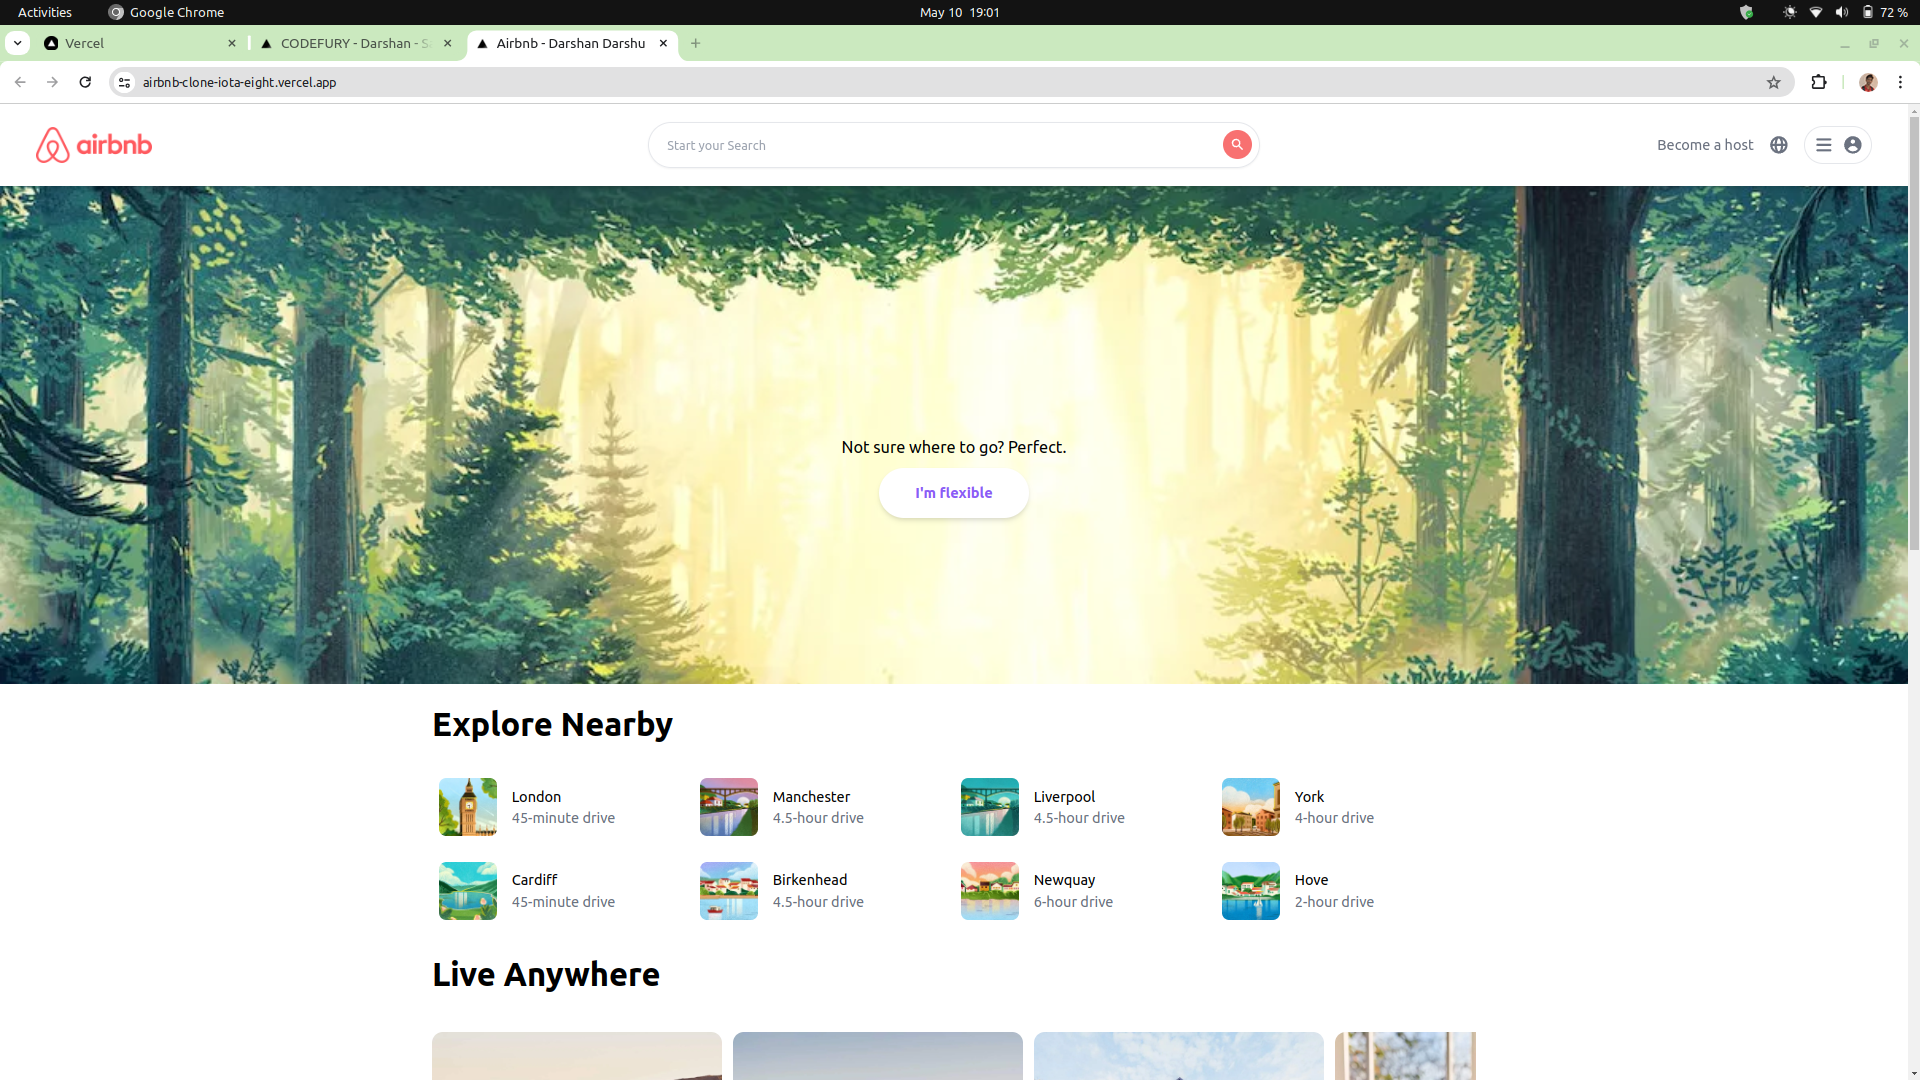 Activities
Google Chrome
May 10 19:01
72 %
Vercel
CODEFURY - Darshan - S
Airbnb - Darshan Darshu
airbnb-clone-iota-eight.vercel.app
airbnb
Start your Search
Become a host
Not sure where to go? Perfect.
I'm flexible
Explore Nearby
London
45-minute drive
Manchester
4.5-hour drive
Liverpool
4.5-hour drive
York
4-hour drive
Cardiff
45-minute drive
Birkenhead
4.5-hour drive
Newquay
6-hour drive
Hove
2-hour drive
Live Anywhere